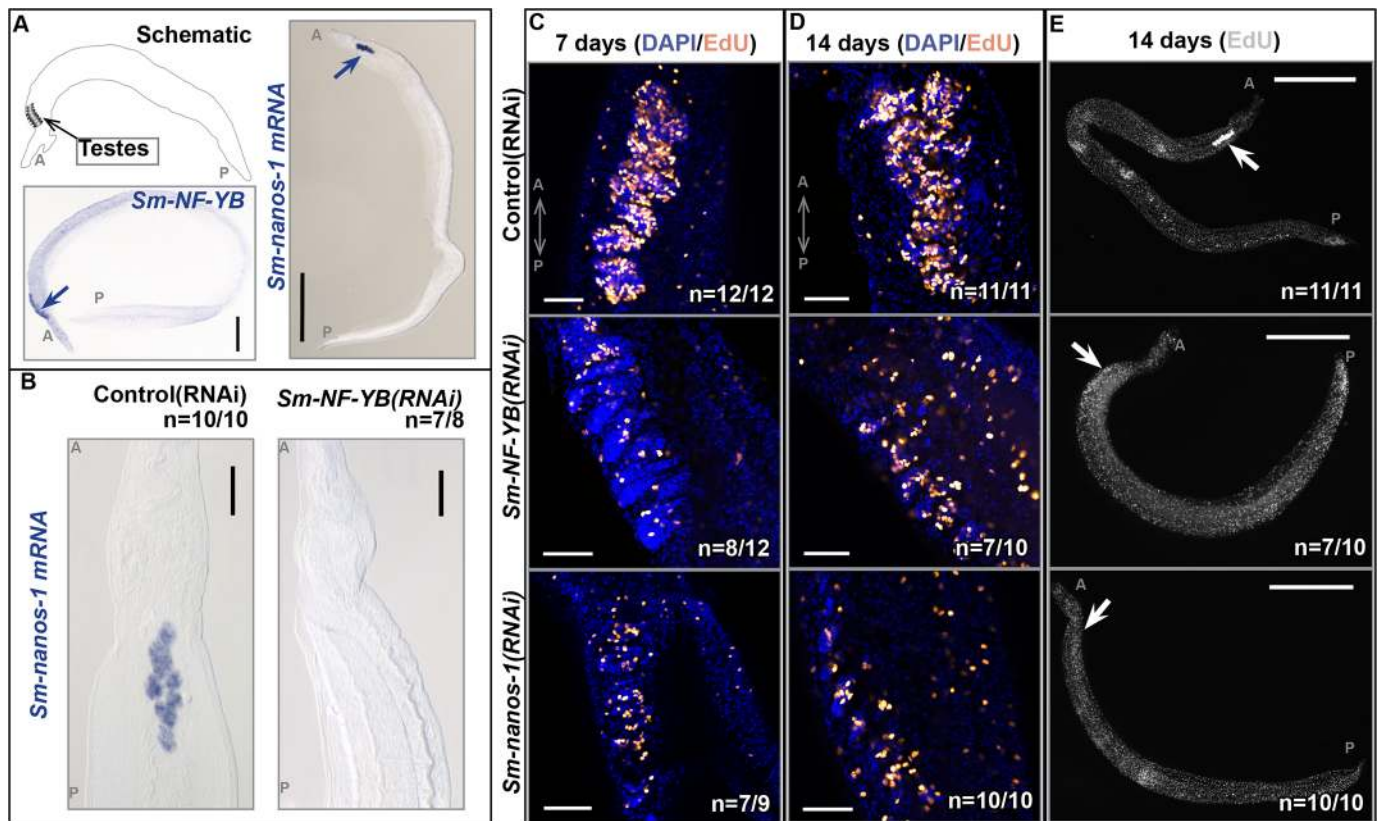 A
Schematic
A
Testes
P
Sm-NF-YB
P
A
Sm-nanos-1 mRNA
A
P
B
Control(RNAi)
n=10/10
Sm-NF-YB(RNAi)
n=7/8
Sm-nanos-1 mRNA
A
P
A
P
C
7 days (DAPI/EdU)
D
14 days (DAPI/EdU)
E
14 days (EdU)
Control(RNAi)
A
P
n=12/12
A
P
n=11/11
A
P
n=11/11
Sm-NF-YB(RNAi)
n=8/12
n=7/10
A
P
n=7/10
Sm-nanos-1(RNAi)
n=7/9
n=10/10
A
P
n=10/10